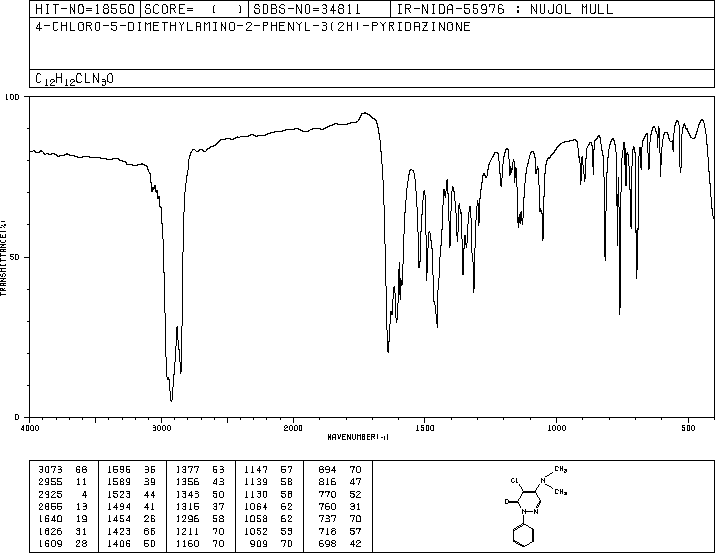 HIT-NO=18550 SCORE= ( ) SDBS-NO=34811 IR-NIDA-55976 : NUJOL MULL
4-CHLORO-5-DIMETHYLAMINO-2-PHENYL-3(2H)-PYRIDAZINONE
C12H12CLN3O
100
50
0
TRANSMITTANCE(%)
4000 3000 2000 1500 1000 500
WAVENUMBER(-1)
3073 68 1596 36 1377 53 1147 57 894 70
2955 11 1589 39 1356 43 1139 58 816 47
2925 4 1523 44 1343 50 1130 58 770 52
2855 13 1494 41 1315 37 1064 62 760 31
1640 19 1454 26 1296 58 1058 62 737 70
1626 31 1423 66 1211 70 1052 53 718 57
1609 28 1406 50 1160 70 909 70 698 42
CH3
Cl N
CH3
O N
N